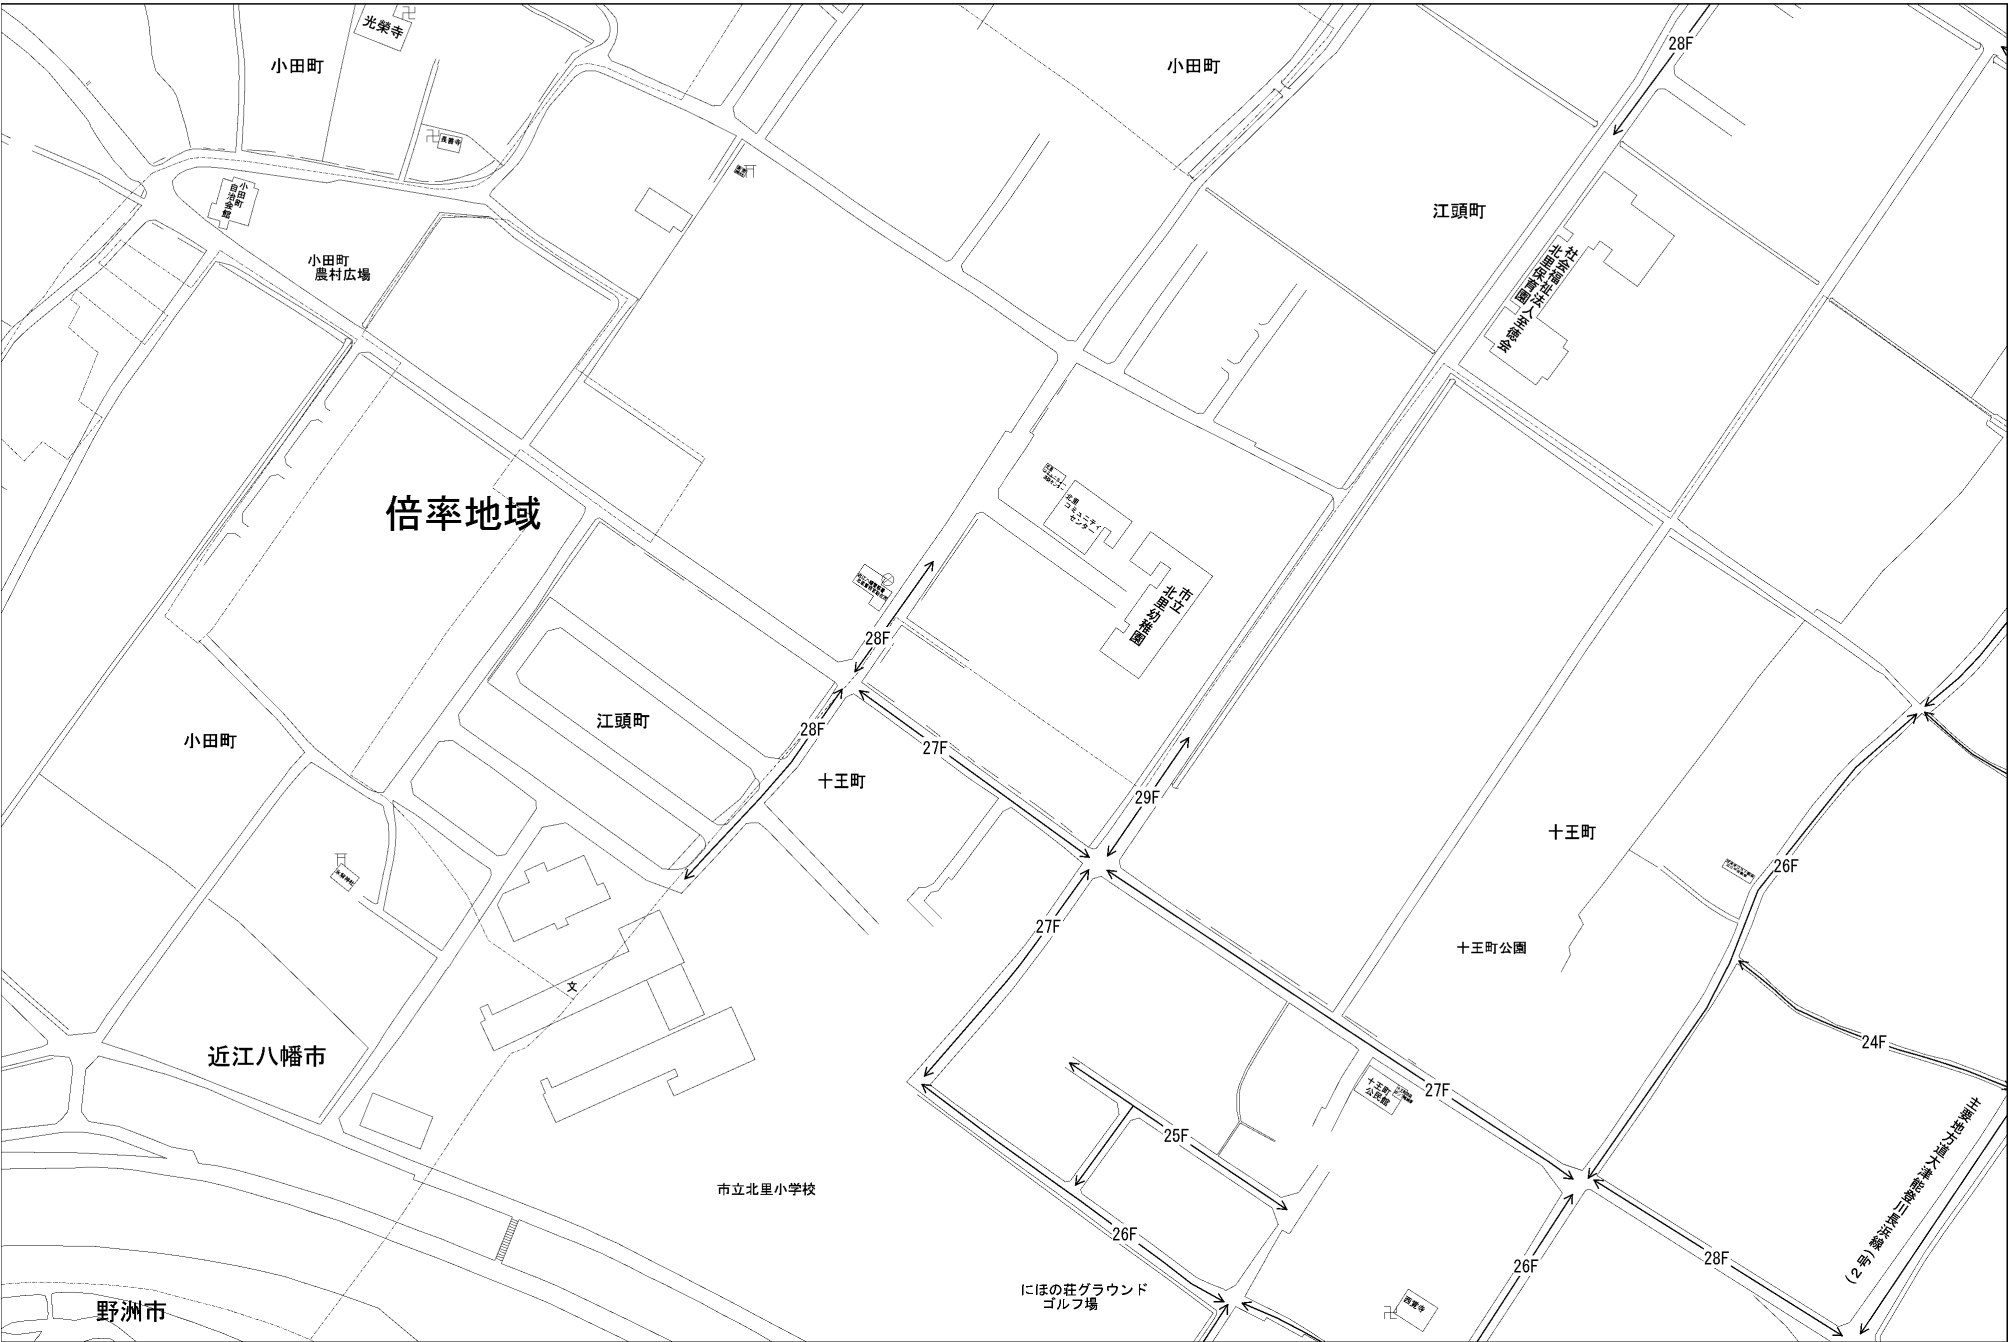 光榮寺
小田町
小田町
28F
長壽寺
小田町
自治会館
江頭町
小田町
農村広場
社会福祉法人至徳会
北里保育園
倍率地域
北里
コミュニティ
センター
市立
北里幼稚園
28F
江頭町
28F
小田町
27F
十王町
29F
十王町
26F
27F
十王町公園
文
24F
近江八幡市
27F
十王町
公民館
25F
主要地方道大津能登川長浜線
(2号)
市立北里小学校
26F
28F
26F
にほの荘グラウンド
ゴルフ場
西寳寺
野洲市